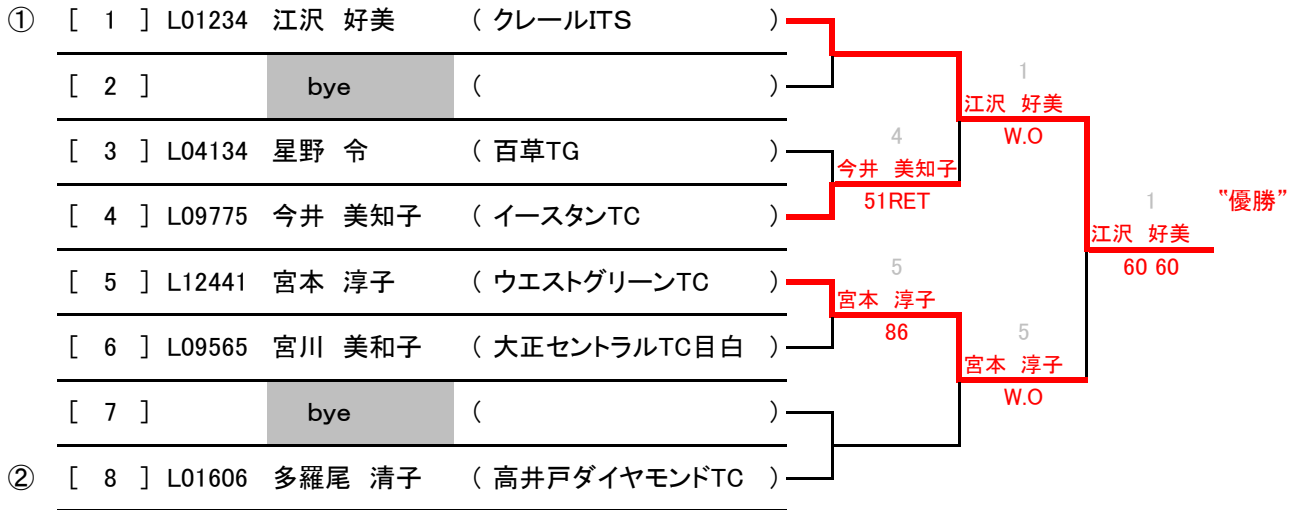 ① [ 1 ] L01234 江沢 好美 ( クレールITS )
[ 2 ] bye ( )
1
江沢 好美
W.O
[ 3 ] L04134 星野 令 ( 百草TG )
4
今井 美知子
51RET
[ 4 ] L09775 今井 美知子 ( イースタンTC )
1
〝優勝”
江沢 好美
60 60
[ 5 ] L12441 宮本 淳子 ( ウエストグリーンTC )
5
宮本 淳子
86
[ 6 ] L09565 宮川 美和子 ( 大正セントラルTC目白 )
5
宮本 淳子
W.O
[ 7 ] bye ( )
② [ 8 ] L01606 多羅尾 清子 ( 高井戸ダイヤモンドTC )